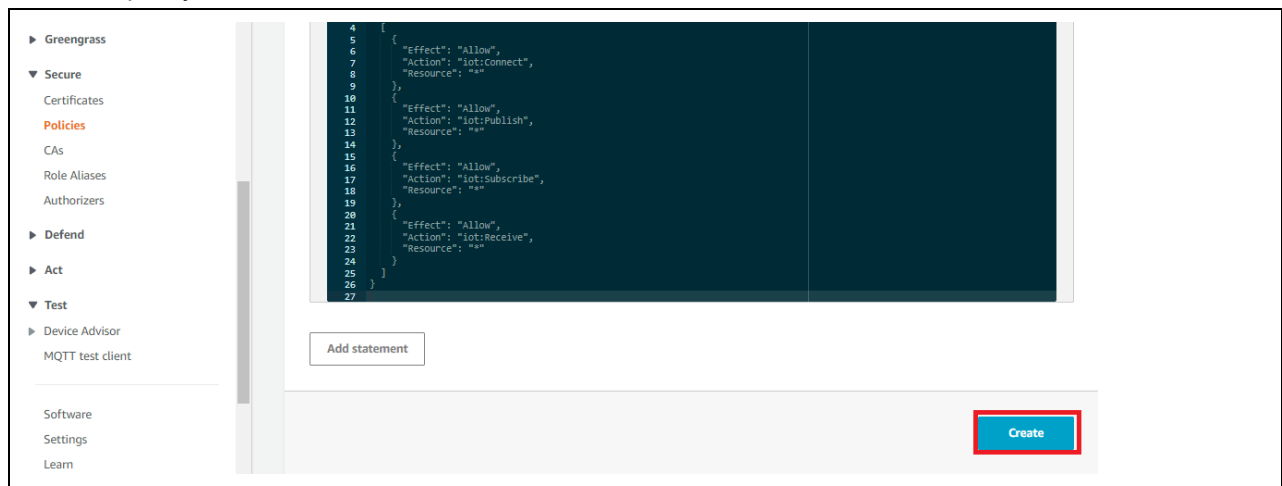 Greengrass
Secure
Certificates
Policies
CAs
Role Aliases
Authorizers
Defend
Act
Test
Device Advisor
MQTT test client
Software
Settings
Learn
4 [
5 {
6 "Effect": "Allow",
7 "Action": "iot:Connect",
8 "Resource": "*"
9 },
10 {
11 "Effect": "Allow",
12 "Action": "iot:Publish",
13 "Resource": "*"
14 },
15 {
16 "Effect": "Allow",
17 "Action": "iot:Subscribe",
18 "Resource": "*"
19 },
20 {
21 "Effect": "Allow",
22 "Action": "iot:Receive",
23 "Resource": "*"
24 }
25 ]
26 }
27
Add statement
Create